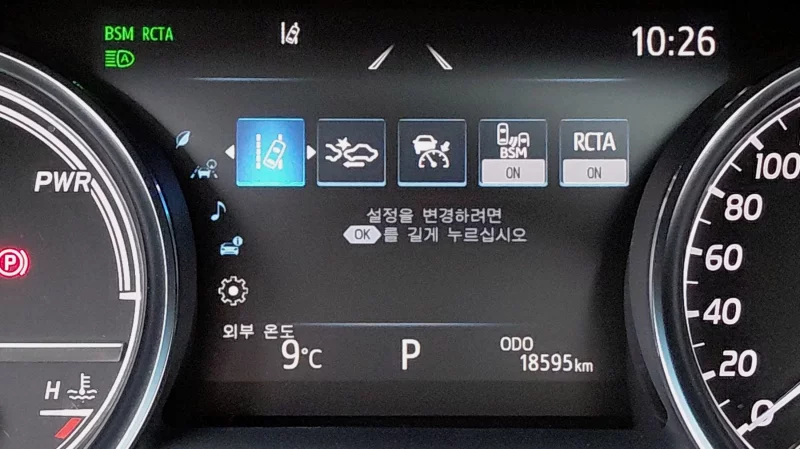 BSM RCTA
A
10:26
PWR
BSM
ON
RCTA
ON
설정을 변경하려면
OK 를 길게 누르십시오
P
외부 온도
9°C
P
ODO
18595km
H
100
80
60
40
20
0